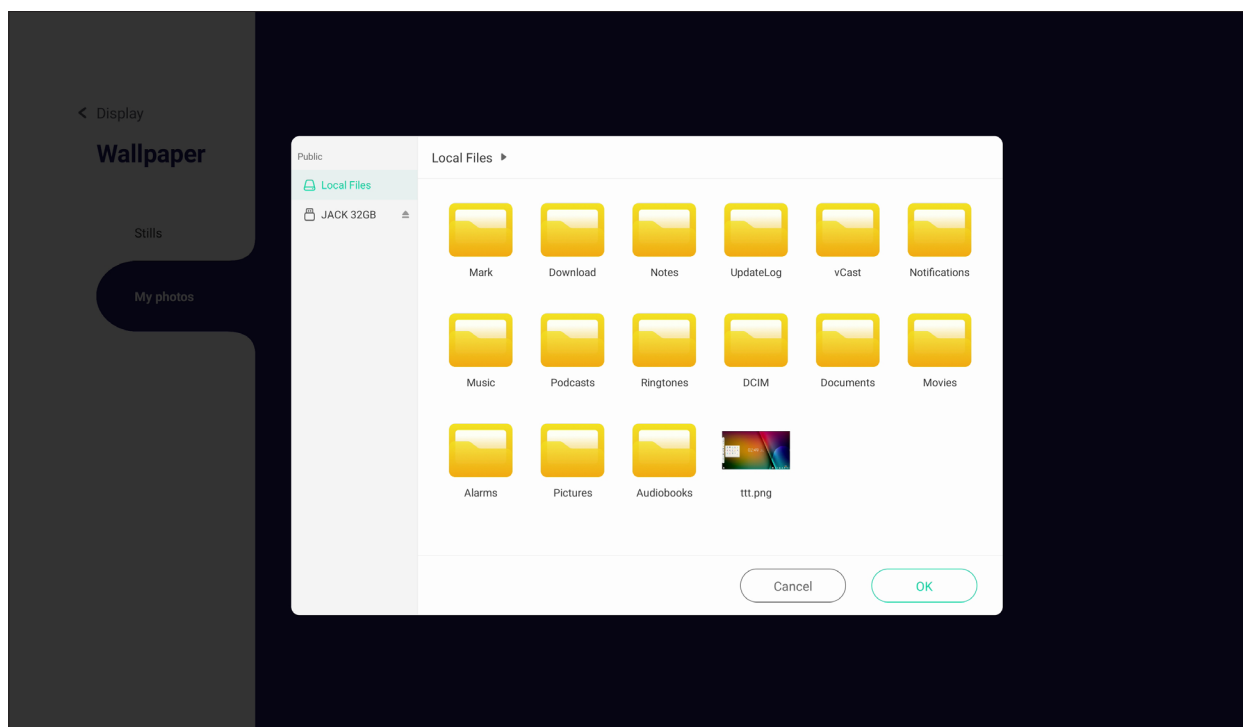 Display
Wallpaper
Stills
My photos
Public
Local Files
JACK 32GB
Local Files
Mark Download Notes UpdateLog vCast Notifications
Music Podcasts Ringtones DCIM Documents Movies
Alarms Pictures Audiobooks ttt.png
Cancel OK